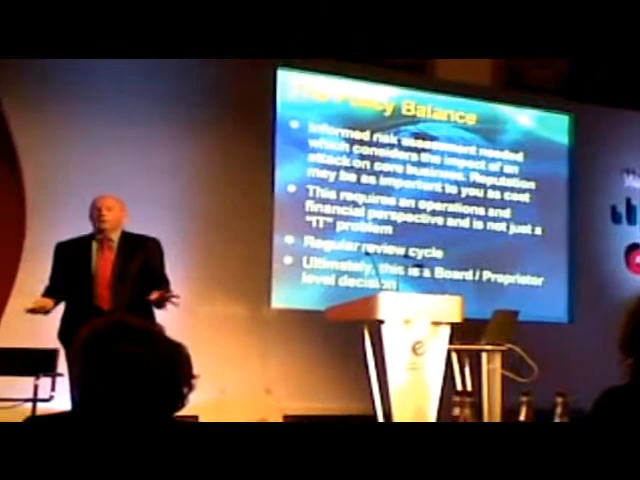 The Policy Balance
Informed risk assessment needed
which considers the impact of an
attack on core business. Reputation
may be as important to you as cost
This requires an operations and
financial perspective and is not just a
"IT" problem
Regular review cycle
Ultimately, this is a Board / Proprietor
level decision